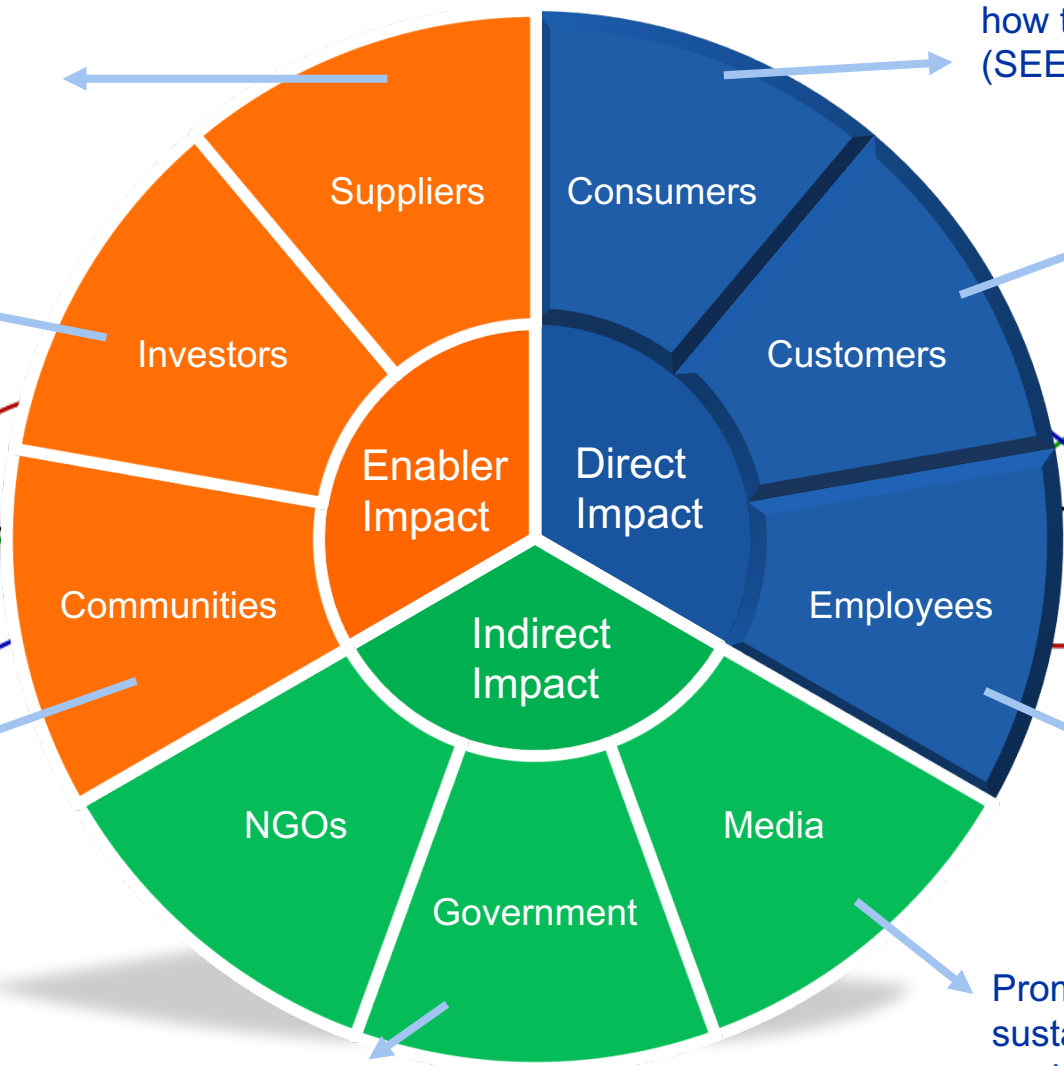 how t
(SEE
Suppliers
Consumers
Investors
Customers
Enabler
Impact
Direct
Impact
Communities
Employees
Indirect
Impact
NGOs
Media
Government
Pron
susta